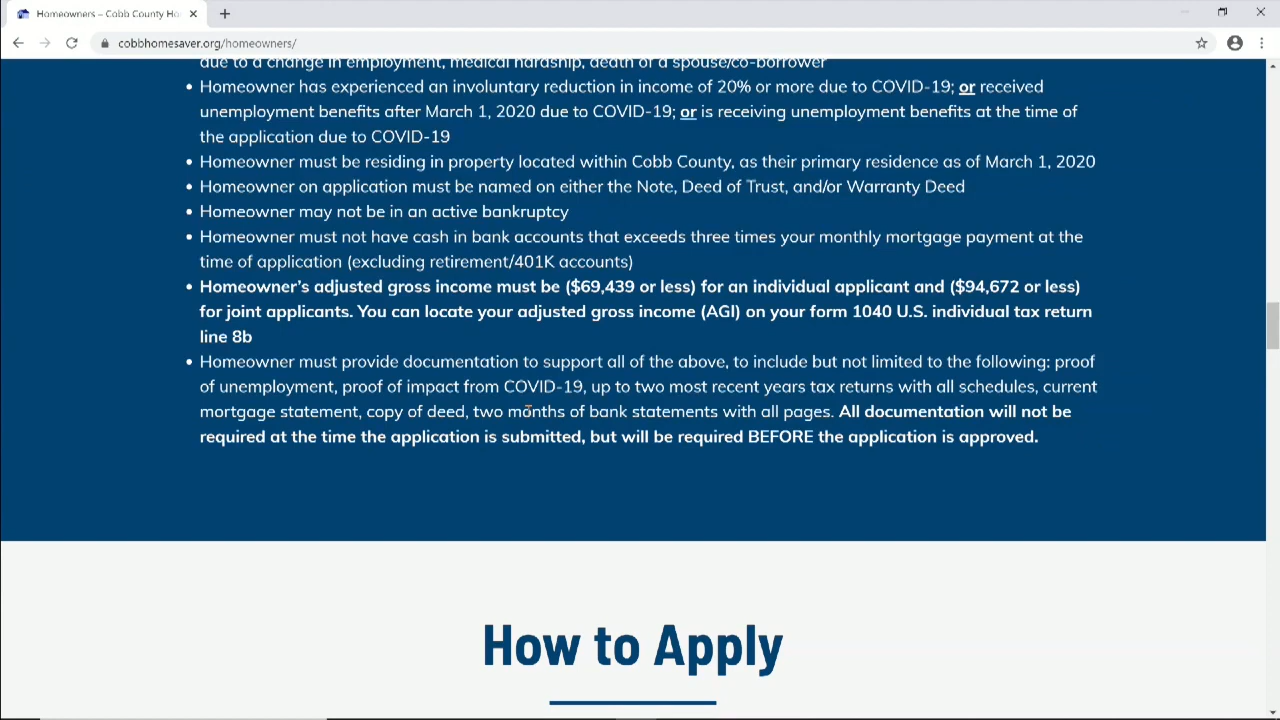 Homeowners – Cobb County Ho
cobbhomesaver.org/homeowners/
due to a change in employment, medical hardship, death of a spouse/co-borrower
• Homeowner has experienced an involuntary reduction in income of 20% or more due to COVID-19; or received
unemployment benefits after March 1, 2020 due to COVID-19; or is receiving unemployment benefits at the time of
the application due to COVID-19
• Homeowner must be residing in property located within Cobb County, as their primary residence as of March 1, 2020
• Homeowner on application must be named on either the Note, Deed of Trust, and/or Warranty Deed
• Homeowner may not be in an active bankruptcy
• Homeowner must not have cash in bank accounts that exceeds three times your monthly mortgage payment at the
time of application (excluding retirement/401K accounts)
• Homeowner’s adjusted gross income must be ($69,439 or less) for an individual applicant and ($94,672 or less)
for joint applicants. You can locate your adjusted gross income (AGI) on your form 1040 U.S. individual tax return
line 8b
• Homeowner must provide documentation to support all of the above, to include but not limited to the following: proof
of unemployment, proof of impact from COVID-19, up to two most recent years tax returns with all schedules, current
mortgage statement, copy of deed, two months of bank statements with all pages. All documentation will not be
required at the time the application is submitted, but will be required BEFORE the application is approved.
How to Apply